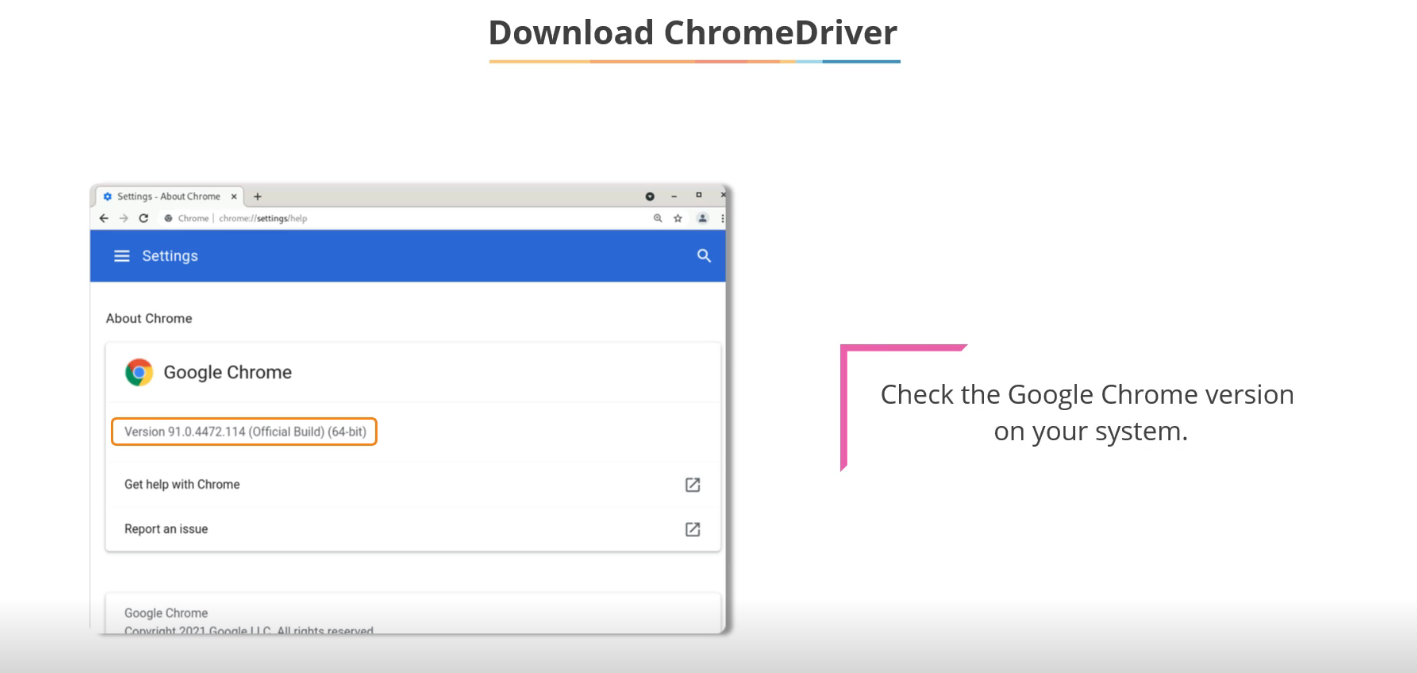 Download ChromeDriver
Settings - About Chrome
Chrome | chrome://settings/help
Settings
About Chrome
Google Chrome
Version 91.0.4472.114 (Official Build) (64-bit)
Get help with Chrome
Report an issue
Google Chrome
Copyright 2021 Google LLC. All rights reserved
Check the Google Chrome version
on your system.